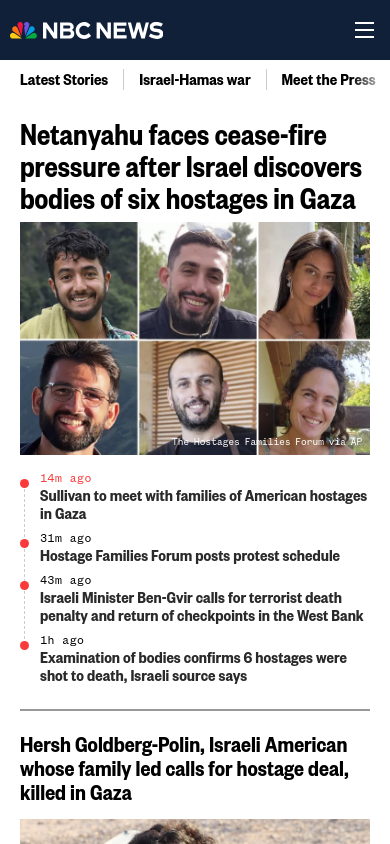 NBC NEWS
Latest Stories
Israel-Hamas war
Meet the Press
Netanyahu faces cease-fire
pressure after Israel discovers
bodies of six hostages in Gaza
The Hostages Families Forum via AP
14m ago
Sullivan to meet with families of American hostages
in Gaza
31m ago
Hostage Families Forum posts protest schedule
43m ago
Israeli Minister Ben-Gvir calls for terrorist death
penalty and return of checkpoints in the West Bank
1h ago
Examination of bodies confirms 6 hostages were
shot to death, Israeli source says
Hersh Goldberg-Polin, Israeli American
whose family led calls for hostage deal,
killed in Gaza